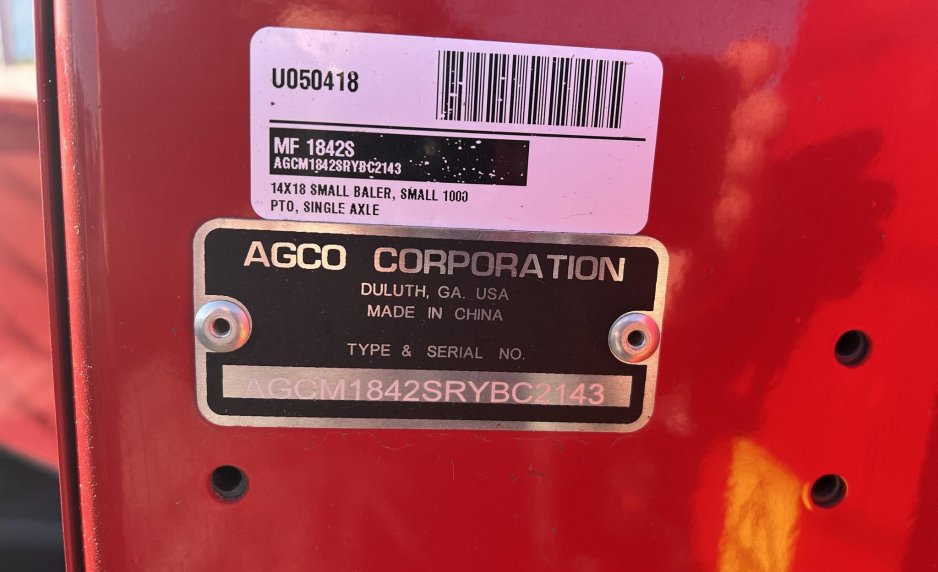 U050418
MF 1842S
AGCM1842SRYBC2143
14X18 SMALL BALER, SMALL 1000
PTO, SINGLE AXLE
AGCO CORPORATION
DULUTH, GA. USA
MADE IN CHINA
TYPE & SERIAL NO.
AGCM1842SRYBC2143